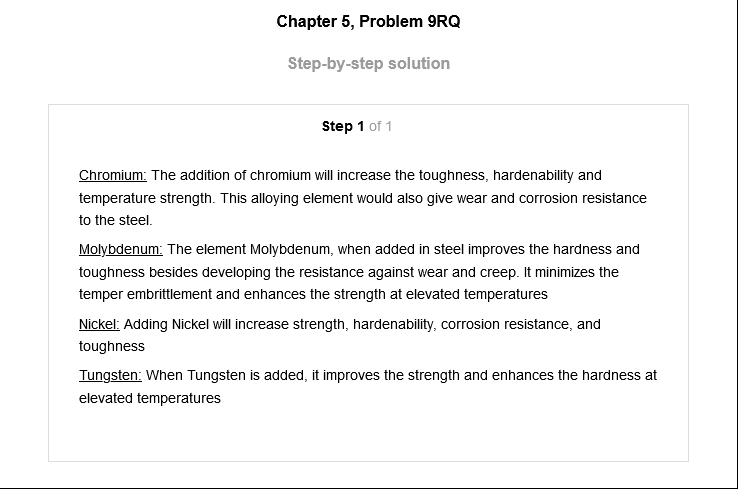 Chapter 5, Problem 9RQ
Step-by-step solution
Step 1 of 1
Chromium: The addition of chromium will increase the toughness, hardenability and
temperature strength. This alloying element would also give wear and corrosion resistance
to the steel.
Molybdenum: The element Molybdenum, when added in steel improves the hardness and
toughness besides developing the resistance against wear and creep. It minimizes the
temper embrittlement and enhances the strength at elevated temperatures
Nickel: Adding Nickel will increase strength, hardenability, corrosion resistance, and
toughness
Tungsten: When Tungsten is added, it improves the strength and enhances the hardness at
elevated temperatures